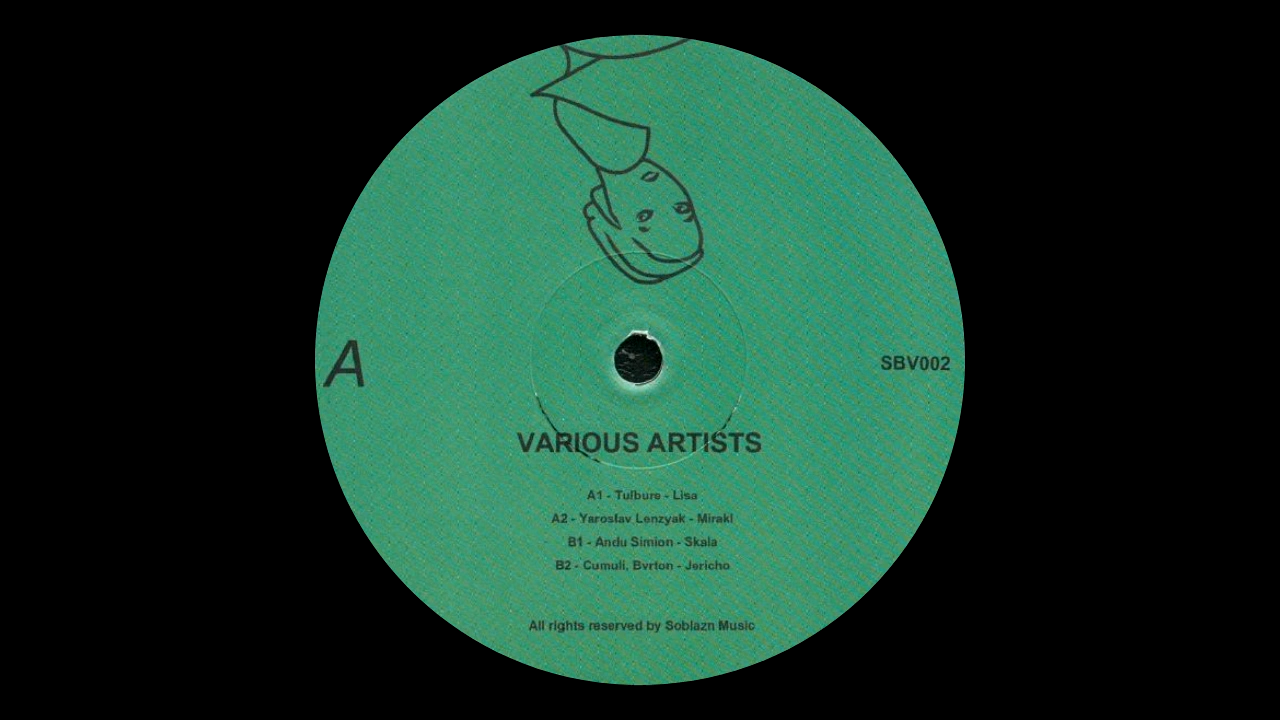 A
SBV002
VARIOUS ARTISTS
A1 - Tulbure - Lisa
A2 - Yaroslav Lenzyak - Mirakl
B1 - Andu Simion - Skala
B2 - Cumuli, Bvrton - Jericho
All rights reserved by Soblazn Music